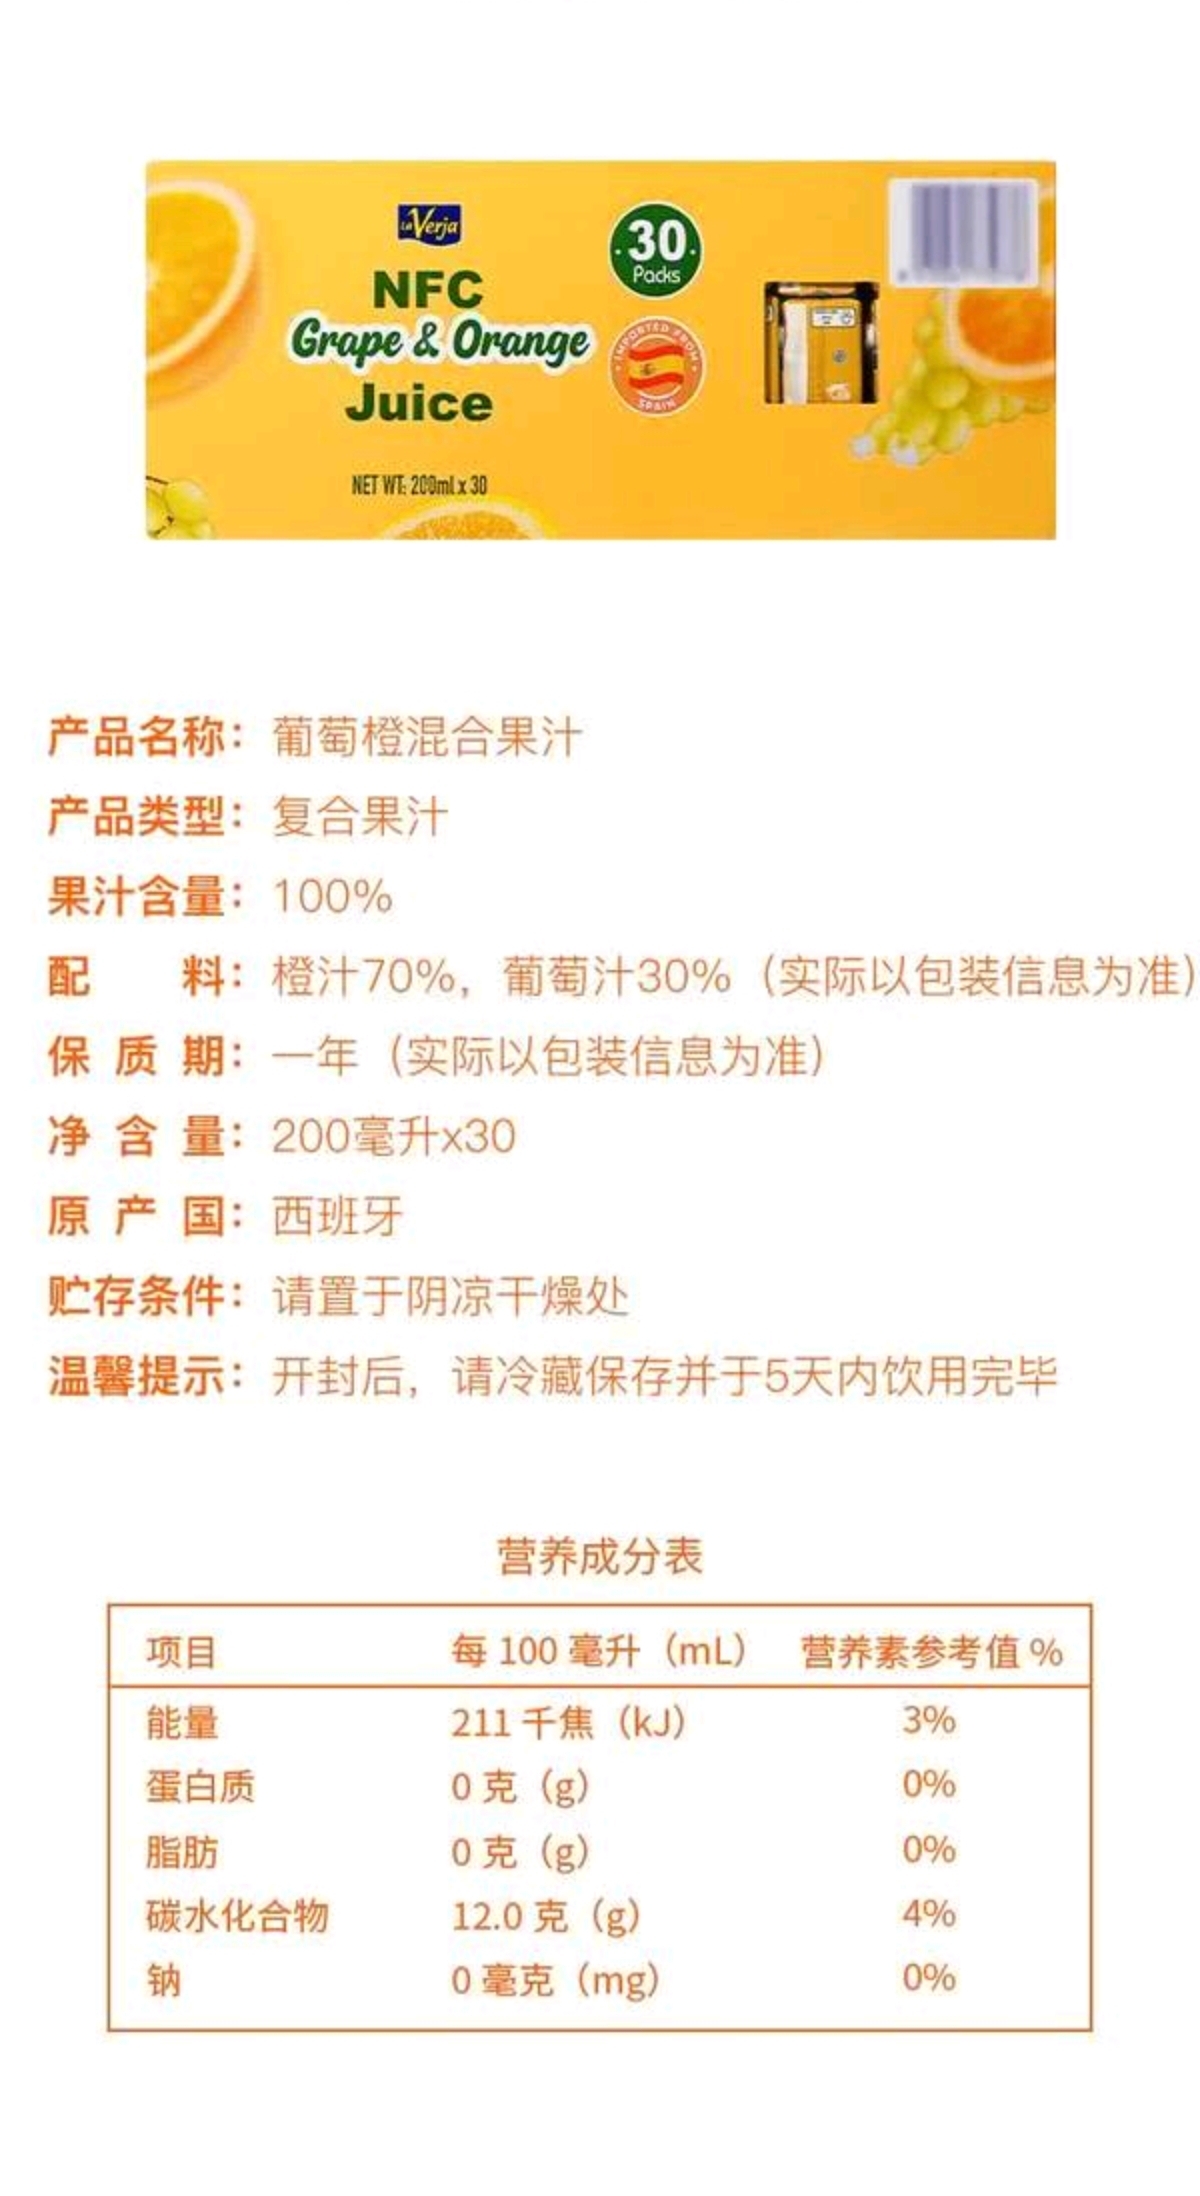 La Verja
NFC
Grape & Orange
Juice
NET WT: 200ml x 30
30
Packs
IMPORTED FROM
SPAIN
产品名称：葡萄橙混合果汁
产品类型：复合果汁
果汁含量：100%
配料：橙汁70%，葡萄汁30%（实际以包装信息为准）
保质期：一年（实际以包装信息为准）
净含量：200毫升x30
原产国：西班牙
贮存条件：请置于阴凉干燥处
温馨提示：开封后，请冷藏保存并于5天内饮用完毕
营养成分表
项目 每 100 毫升（mL） 营养素参考值 %
能量 211 千焦（kJ） 3%
蛋白质 0 克（g） 0%
脂肪 0 克（g） 0%
碳水化合物 12.0 克（g） 4%
钠 0 毫克（mg） 0%